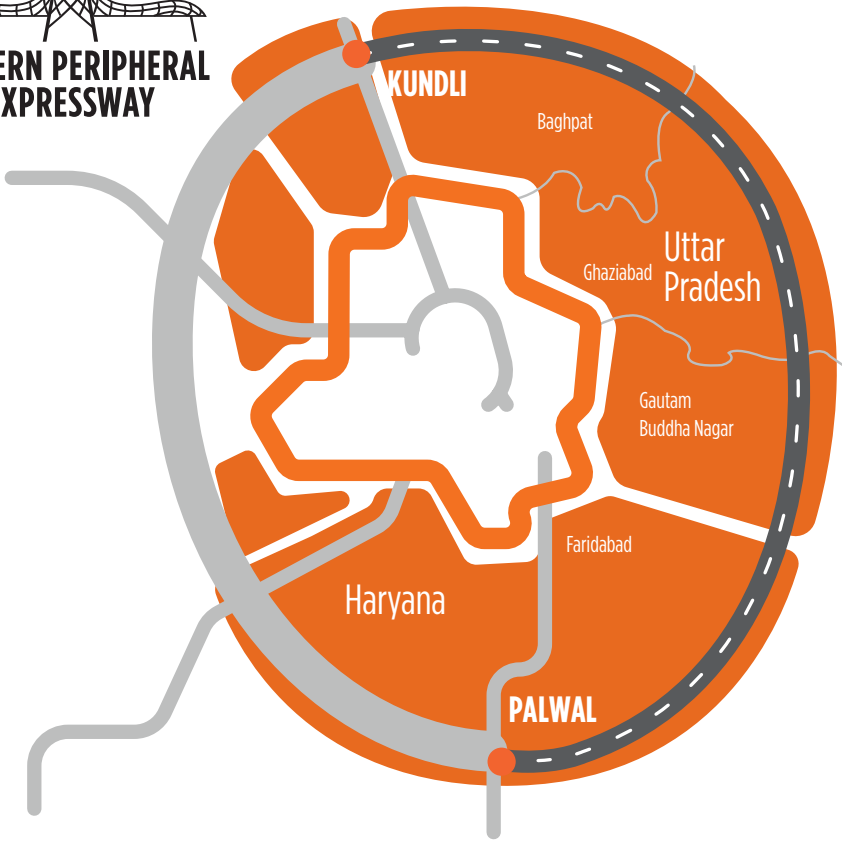 ERN PERIPHERAL
XPRESSWAY
KUNDLI
Baghpat
Uttar
Pradesh
Ghaziabad
Gautam
Buddha Nagar
Faridabad
Haryana
PALWAL